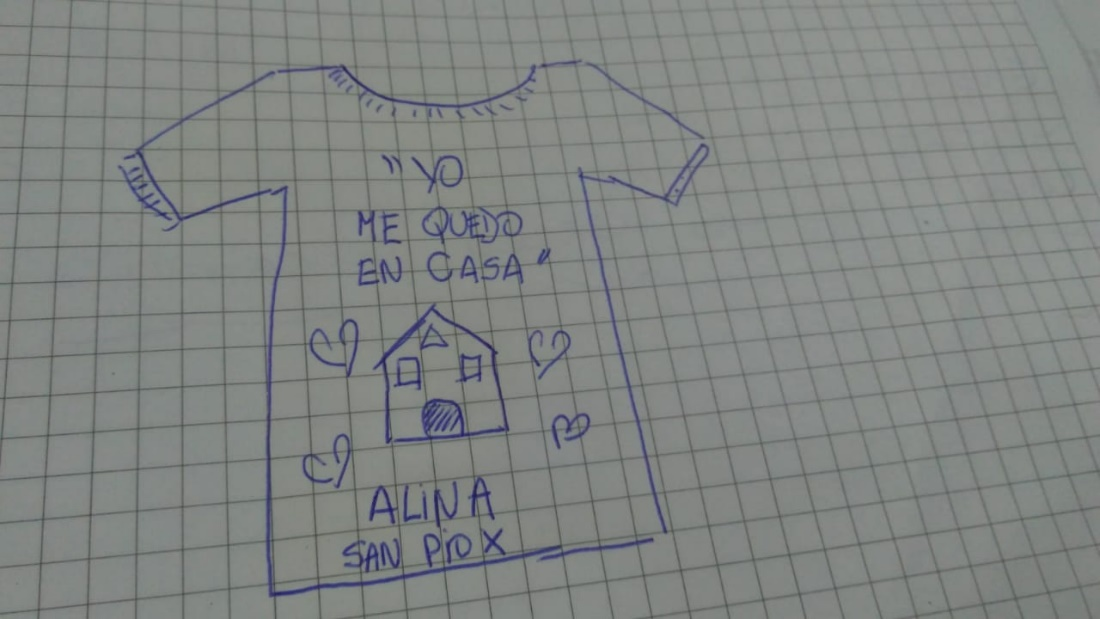 "YO
ME QUEDO
EN CASA"
ALINA
SAN PIO X